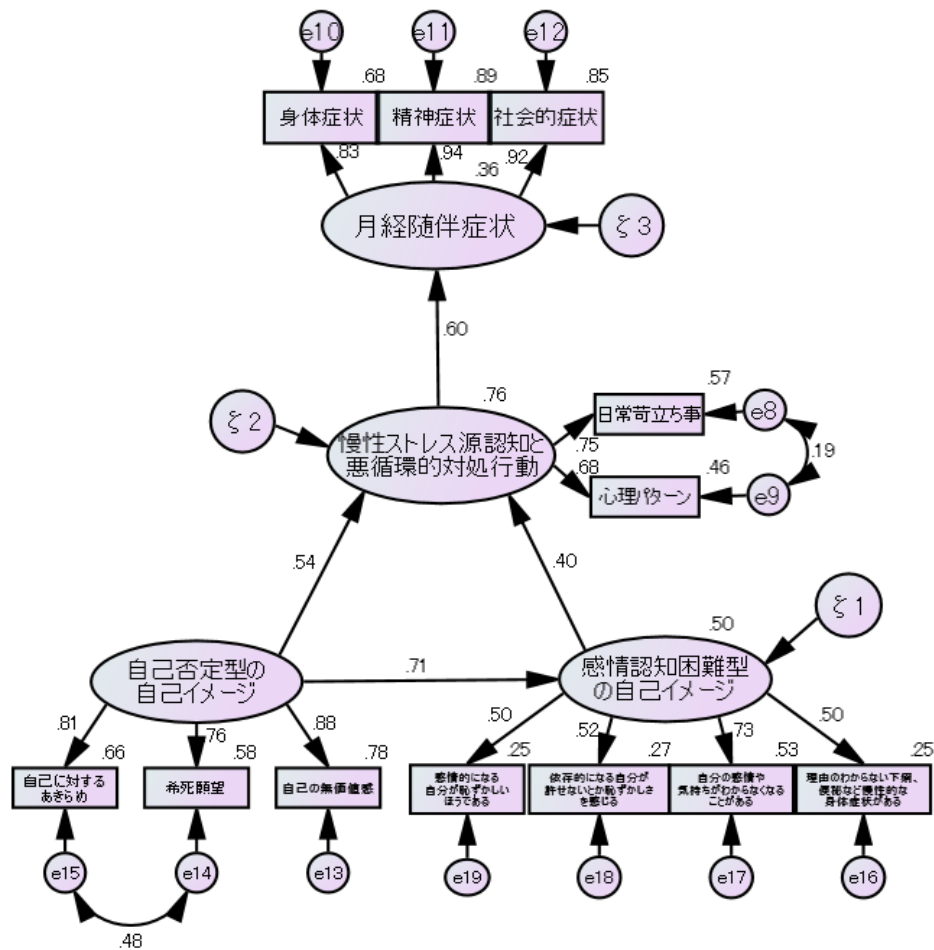 e10
e11
e12
.68
.89
.85
身体症状
精神症状
社会的症状
.83
.94
.92
.36
月経随伴症状
ζ3
.60
.76
ζ2
慢性ストレス源認知と
悪循環的対処行動
.57
日常苛立ち事
e8
.75
.68
.46
心理パターン
e9
.19
.54
.40
ζ1
.50
自己否定型の
自己イメージ
.71
感情認知困難型
の自己イメージ
.81
.66
.76
.58
.88
.78
.50
.25
.52
.27
.73
.53
.50
.25
自己に対する
あきらめ
希死願望
自己の無価値感
感情的になる
自分が恥ずかしい
ほうである
依存的になる自分が
許せないとか恥ずかしさ
を感じる
自分の感情や
気持ちがわからなくなる
ことがある
理由のわからない下痢、
便秘など慢性的な
身体症状がある
e15
e14
e13
e19
e18
e17
e16
.48